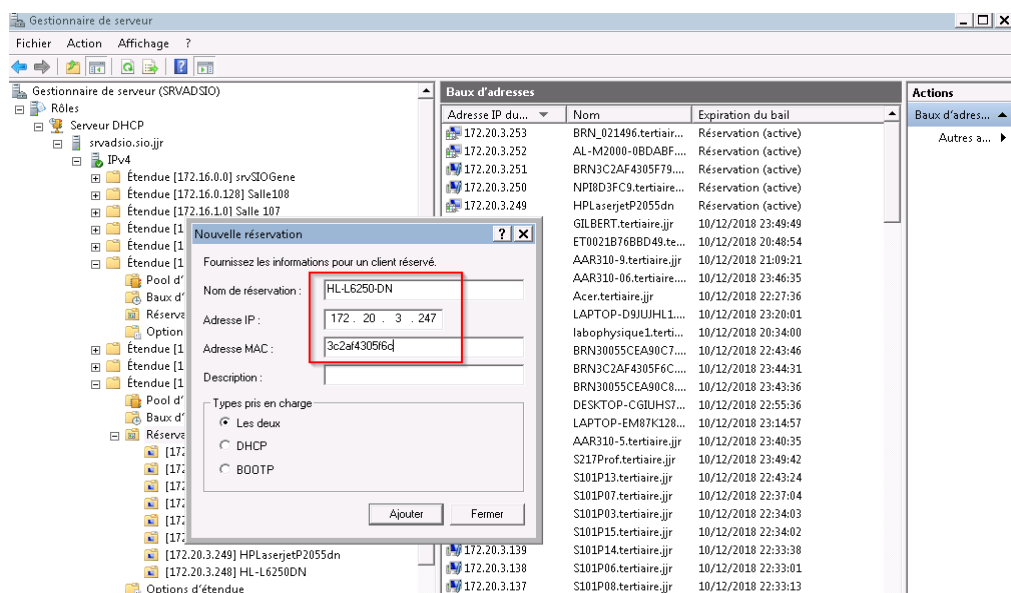 Gestionnaire de serveur
Fichier Action Affichage ?
Gestionnaire de serveur (SRVADSIO)
Rôles
Serveur DHCP
srvadsio.sio.jjr
IPv4
Étendue [172.16.0.0] srvSIOGene
Étendue [172.16.0.128] Salle108
Étendue [172.16.1.0] Salle 107
Étendue [1
Étendue [1
Étendue [1
Pool d'
Baux d'
Réserva
Option
Étendue [1
Étendue [1
Étendue [1
Pool d'
Baux d'
Réserva
[172
[172
[172
[172
[172
[172
[172.20.3.249] HPLaserjetP2055dn
[172.20.3.248] HL-L6250DN
Options d'étendue
Nouvelle réservation
Fournissez les informations pour un client réservé.
Nom de réservation : HL-L6250-DN
Adresse IP : 172 . 20 . 3 . 247
Adresse MAC : 3c2af4305f6c
Description :
Types pris en charge
Les deux
DHCP
BOOTP
Ajouter Fermer
Baux d'adresses
Adresse IP du... Nom Expiration du bail
172.20.3.253 BRN_021496.tertiair... Réservation (active)
172.20.3.252 AL-M2000-0BDABF.... Réservation (active)
172.20.3.251 BRN3C2AF4305F79.... Réservation (active)
172.20.3.250 NPI8D3FC9.tertiaire... Réservation (active)
172.20.3.249 HPLaserjetP2055dn Réservation (active)
GILBERT.tertiaire.jjr 10/12/2018 23:49:49
ET0021B76BBD49.te... 10/12/2018 20:48:54
AAR310-9.tertiaire.jjr 10/12/2018 21:09:21
AAR310-06.tertiaire.... 10/12/2018 23:46:35
Acer.tertiaire.jjr 10/12/2018 22:27:36
LAPTOP-D9JUJHL1.... 10/12/2018 23:20:01
labophysique1.terti... 10/12/2018 20:34:00
BRN30055CEA90C7.... 10/12/2018 22:43:46
BRN3C2AF4305F6C.... 10/12/2018 23:44:31
BRN30055CEA90C8.... 10/12/2018 23:43:36
DESKTOP-CGIUHS7... 10/12/2018 22:55:36
LAPTOP-EM87K128... 10/12/2018 23:14:57
AAR310-5.tertiaire.jjr 10/12/2018 23:40:35
S217Prof.tertiaire.jjr 10/12/2018 23:49:42
S101P13.tertiaire.jjr 10/12/2018 22:43:24
S101P07.tertiaire.jjr 10/12/2018 22:37:04
S101P03.tertiaire.jjr 10/12/2018 22:34:03
S101P15.tertiaire.jjr 10/12/2018 22:34:02
172.20.3.139 S101P14.tertiaire.jjr 10/12/2018 22:33:38
172.20.3.138 S101P06.tertiaire.jjr 10/12/2018 22:33:01
172.20.3.137 S101P08.tertiaire.jjr 10/12/2018 22:33:13
Actions
Baux d'adres...
Autres a...